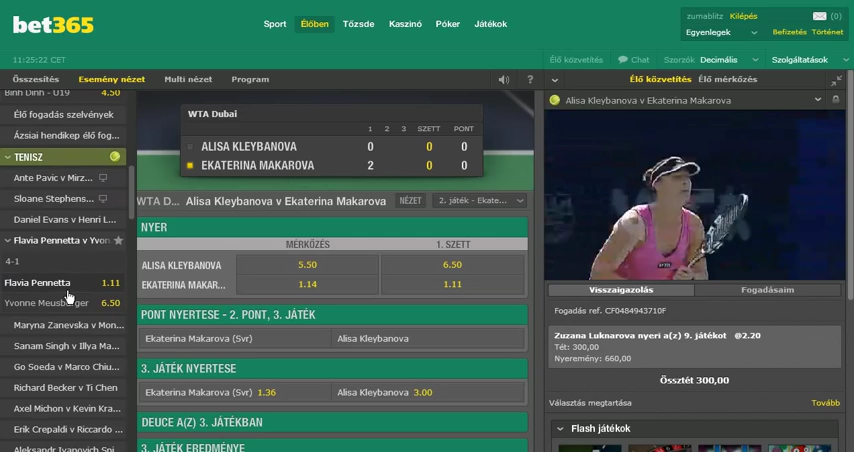 bet365
Sport Élőben Tőzsde Kaszinó Póker Játékok
zumablitz Kilépés (0)
Egyenlegek Befizetés Történet
11:25:22 CET
Élő közvetítés Chat Szorzók Decimális Szolgáltatások
Összesítés Esemény nézet Multi nézet Program ?
Élő közvetítés Élő mérkőzés
Binh Dinh - U19 4.50
Élő fogadás szelvények
Ázsiai hendikep élő fog...
TENISZ
Ante Pavic v Mirz...
Sloane Stephens...
Daniel Evans v Henri L...
Flavia Pennetta v Yvon
4-1
Flavia Pennetta 1.11
Yvonne Meusburger 6.50
Maryna Zanevska v Mon...
Sanam Singh v Illya Ma...
Go Soeda v Marco Chiu...
Richard Becker v Ti Chen
Axel Michon v Kevin Kra...
Erik Crepaldi v Riccardo ...
Aleksandr Ivanovich Spi...
WTA Dubai
1 2 3 SZETT PONT
ALISA KLEYBANOVA 0 0 0
EKATERINA MAKAROVA 2 0 0
WTA D... Alisa Kleybanova v Ekaterina Makarova NÉZET 2. játék - Ekate...
NYER
MÉRKŐZÉS 1. SZETT
ALISA KLEYBANOVA 5.50 6.50
EKATERINA MAKAR... 1.14 1.11
PONT NYERTESE - 2. PONT, 3. JÁTÉK
Ekaterina Makarova (Svr) Alisa Kleybanova
3. JÁTÉK NYERTESE
Ekaterina Makarova (Svr) 1.36 Alisa Kleybanova 3.00
DEUCE A(Z) 3. JÁTÉKBAN
3. JÁTÉK EREDMÉNYE
Alisa Kleybanova v Ekaterina Makarova
Visszaigazolás Fogadásaim
Fogadás ref. CF0484943710F
Zuzana Luknarova nyeri a(z) 9. játékot @2.20
Tét: 300,00
Nyeremény: 660,00
Össztét 300,00
Választás megtartása Tovább
Flash játékok